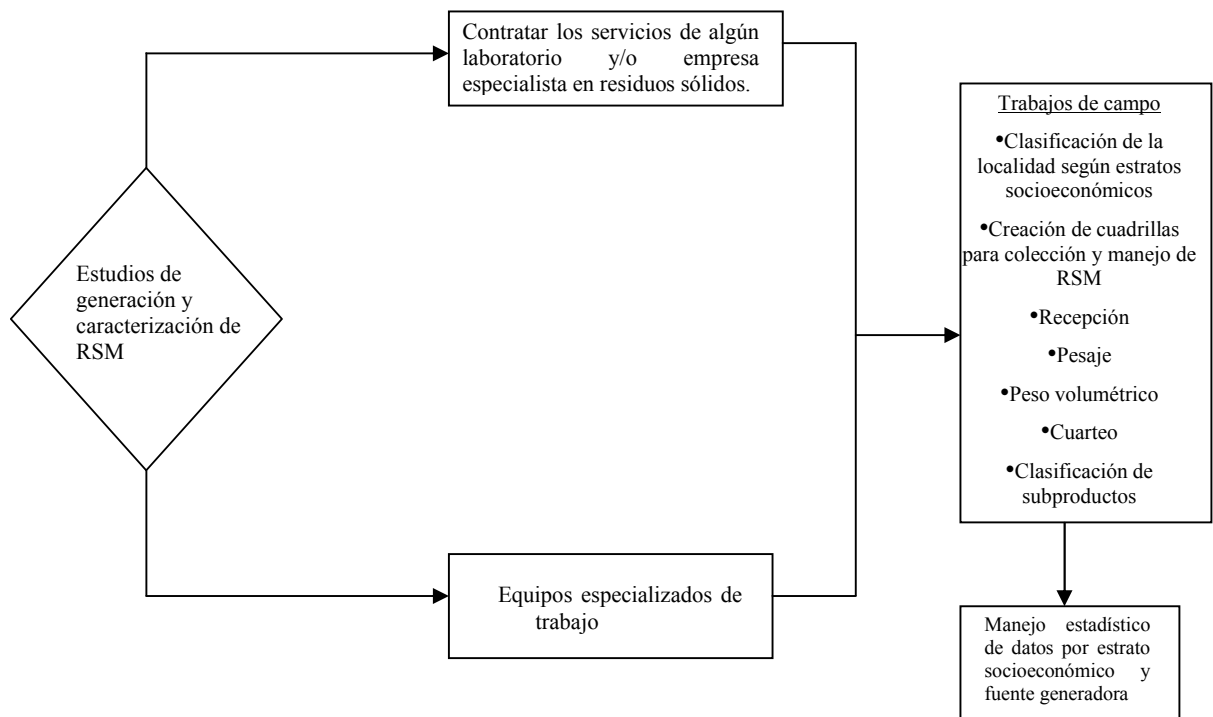 Contratar los servicios de algún
laboratorio y/o empresa
especialista en residuos sólidos.
Estudios de
generación y
caracterización de
RSM
Equipos especializados de
trabajo
Trabajos de campo
•Clasificación de la
localidad según estratos
socioeconómicos
•Creación de cuadrillas
para colección y manejo de
RSM
•Recepción
•Pesaje
•Peso volumétrico
•Cuarteo
•Clasificación de
subproductos
Manejo estadístico
de datos por estrato
socioeconómico y
fuente generadora